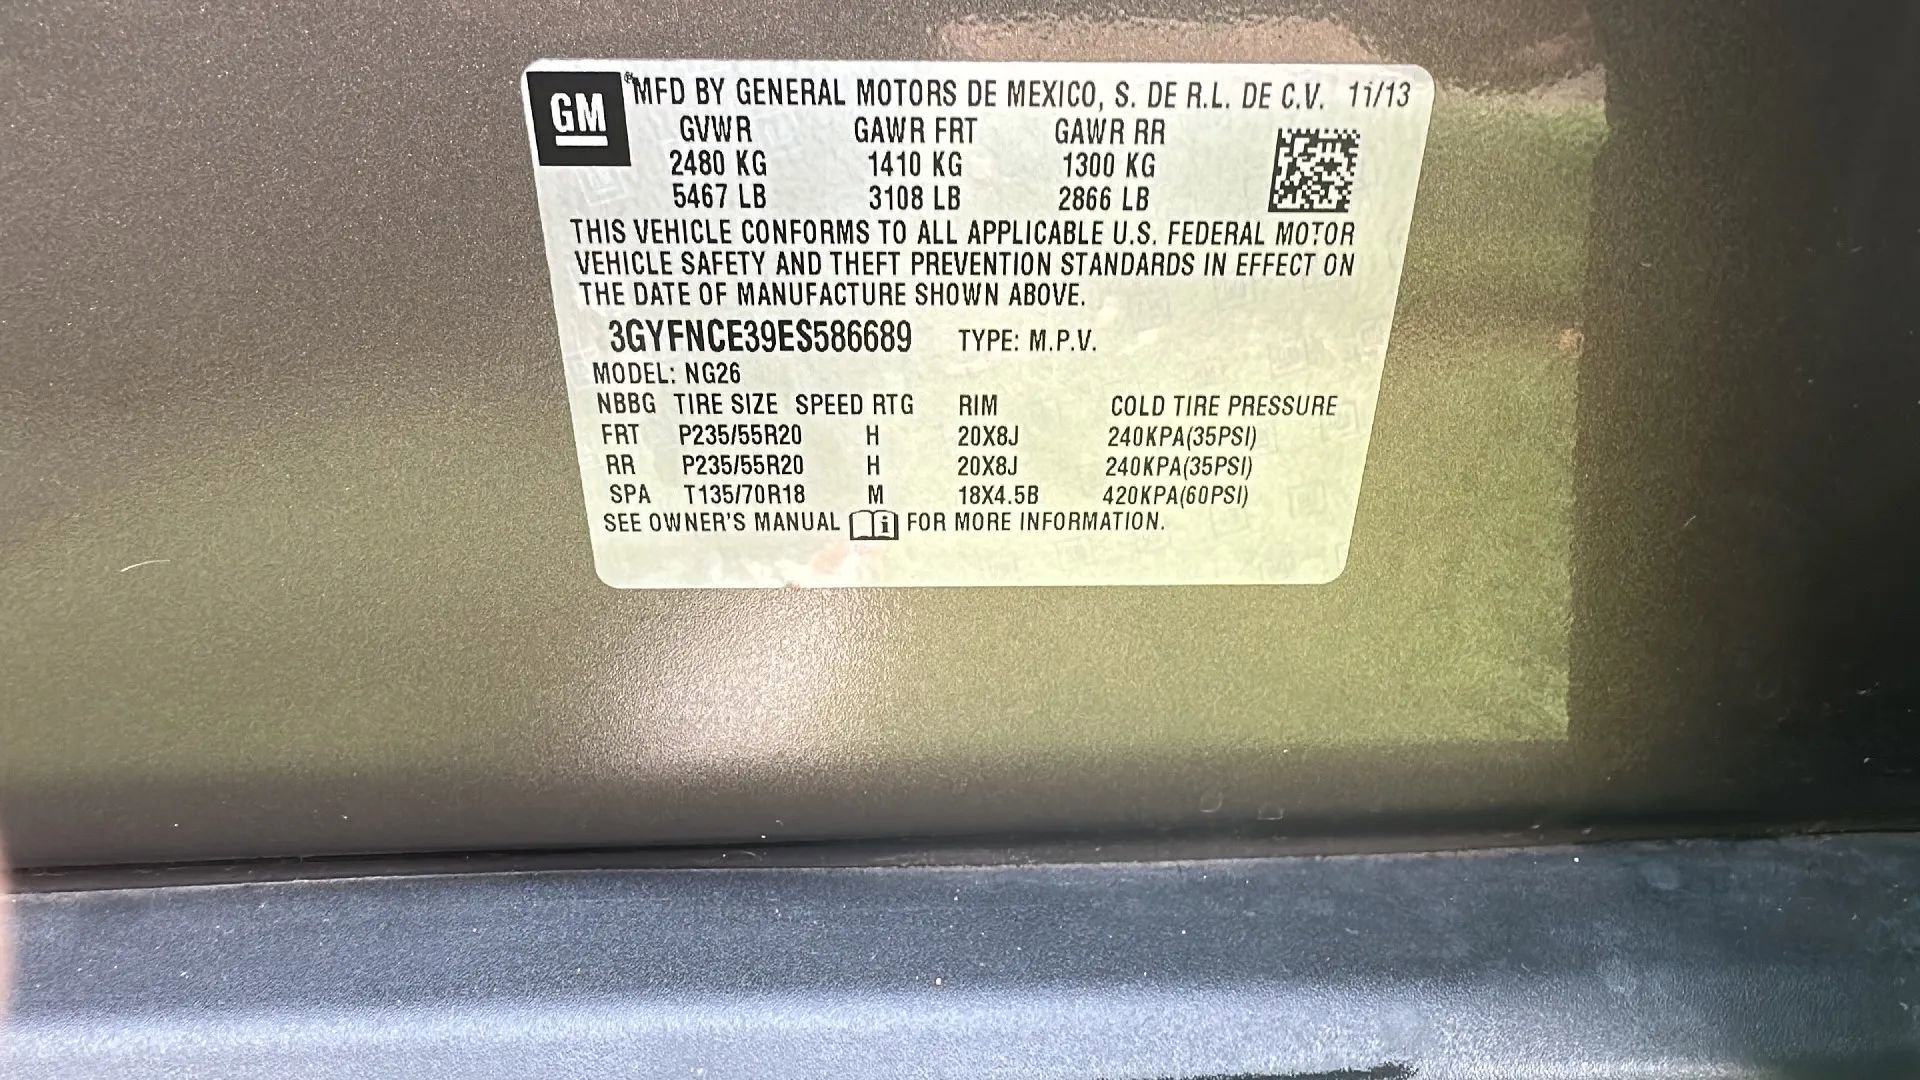 GM ® MFD BY GENERAL MOTORS DE MEXICO, S. DE R.L. DE C.V. 11/13
GVWR GAWR FRT GAWR RR
2480 KG 1410 KG 1300 KG
5467 LB 3108 LB 2866 LB
THIS VEHICLE CONFORMS TO ALL APPLICABLE U.S. FEDERAL MOTOR
VEHICLE SAFETY AND THEFT PREVENTION STANDARDS IN EFFECT ON
THE DATE OF MANUFACTURE SHOWN ABOVE.
3GYFNCE39ES586689 TYPE: M.P.V.
MODEL: NG26
NBBG TIRE SIZE SPEED RTG RIM COLD TIRE PRESSURE
FRT P235/55R20 H 20X8J 240KPA(35PSI)
RR P235/55R20 H 20X8J 240KPA(35PSI)
SPA T135/70R18 M 18X4.5B 420KPA(60PSI)
SEE OWNER'S MANUAL i FOR MORE INFORMATION.